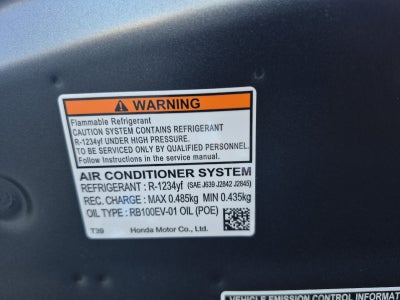 WARNING
Flammable Refrigerant
CAUTION SYSTEM CONTAINS REFRIGERANT
R-1234yf UNDER HIGH PRESSURE.
TO BE SERVICED ONLY BY QUALIFIED PERSONNEL.
Follow Instructions in the service manual.
AIR CONDITIONER SYSTEM
REFRIGERANT : R-1234yf (SAE J639 J2842 J2845)
REC. CHARGE : MAX 0.485kg MIN 0.435kg
OIL TYPE : RB100EV-01 OIL (POE)
T39 Honda Motor Co., Ltd.
VEHICLE EMISSION CONTROL INFORMAT